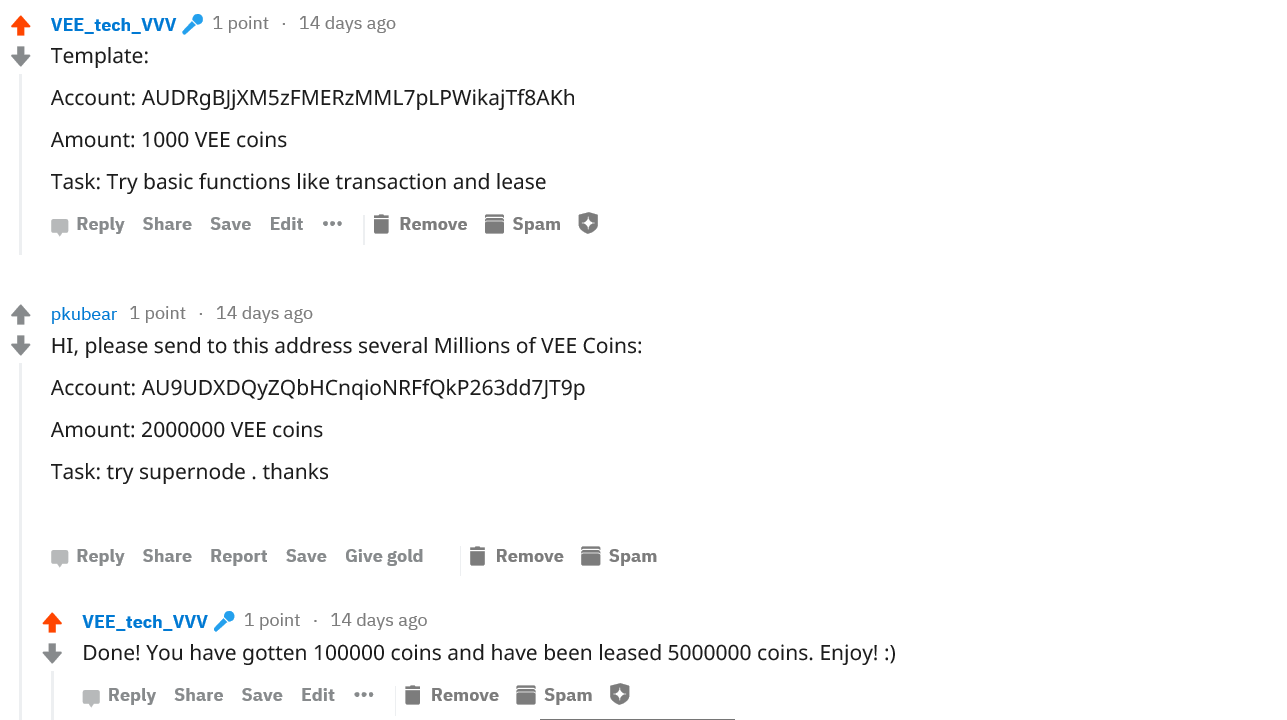 VEE_tech_VVV 1 point · 14 days ago
Template:
Account: AUDRgBJjXM5zFMERzMML7pLPWikajTf8AKh
Amount: 1000 VEE coins
Task: Try basic functions like transaction and lease
Reply Share Save Edit ••• Remove Spam
pkubear 1 point · 14 days ago
HI, please send to this address several Millions of VEE Coins:
Account: AU9UDXDQyZQbHCnqioNRFfQkP263dd7JT9p
Amount: 2000000 VEE coins
Task: try supernode . thanks
Reply Share Report Save Give gold Remove Spam
VEE_tech_VVV 1 point · 14 days ago
Done! You have gotten 100000 coins and have been leased 5000000 coins. Enjoy! :)
Reply Share Save Edit ••• Remove Spam